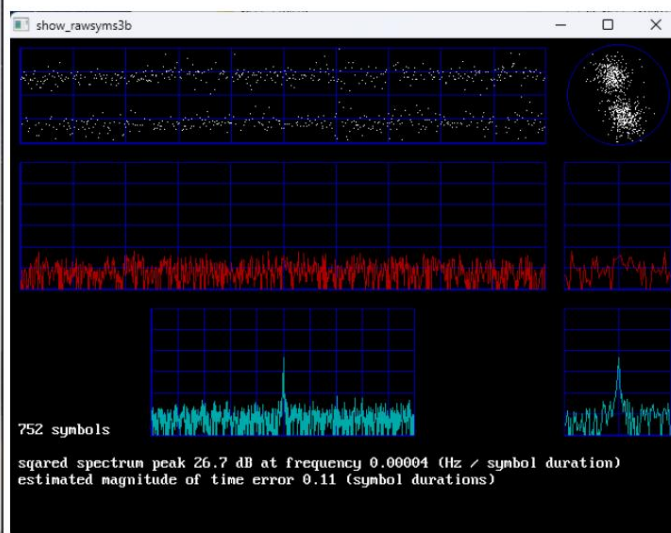 show_rawsyms3b
752 symbols
sqared spectrum peak 26.7 dB at frequency 0.00004 (Hz / symbol duration)
estimated magnitude of time error 0.11 (symbol durations)